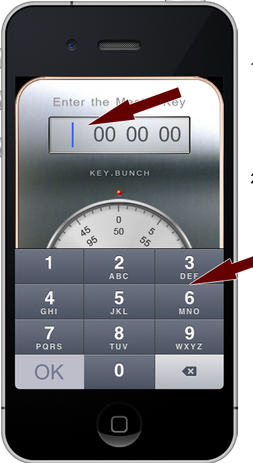 Enter the Master Key
00 00 00
KEY.BUNCH
0
45 50 5
95 55
1 2 3
ABC DEF
4 5 6
GHI JKL MNO
7 8 9
PQRS TUV WXYZ
OK 0